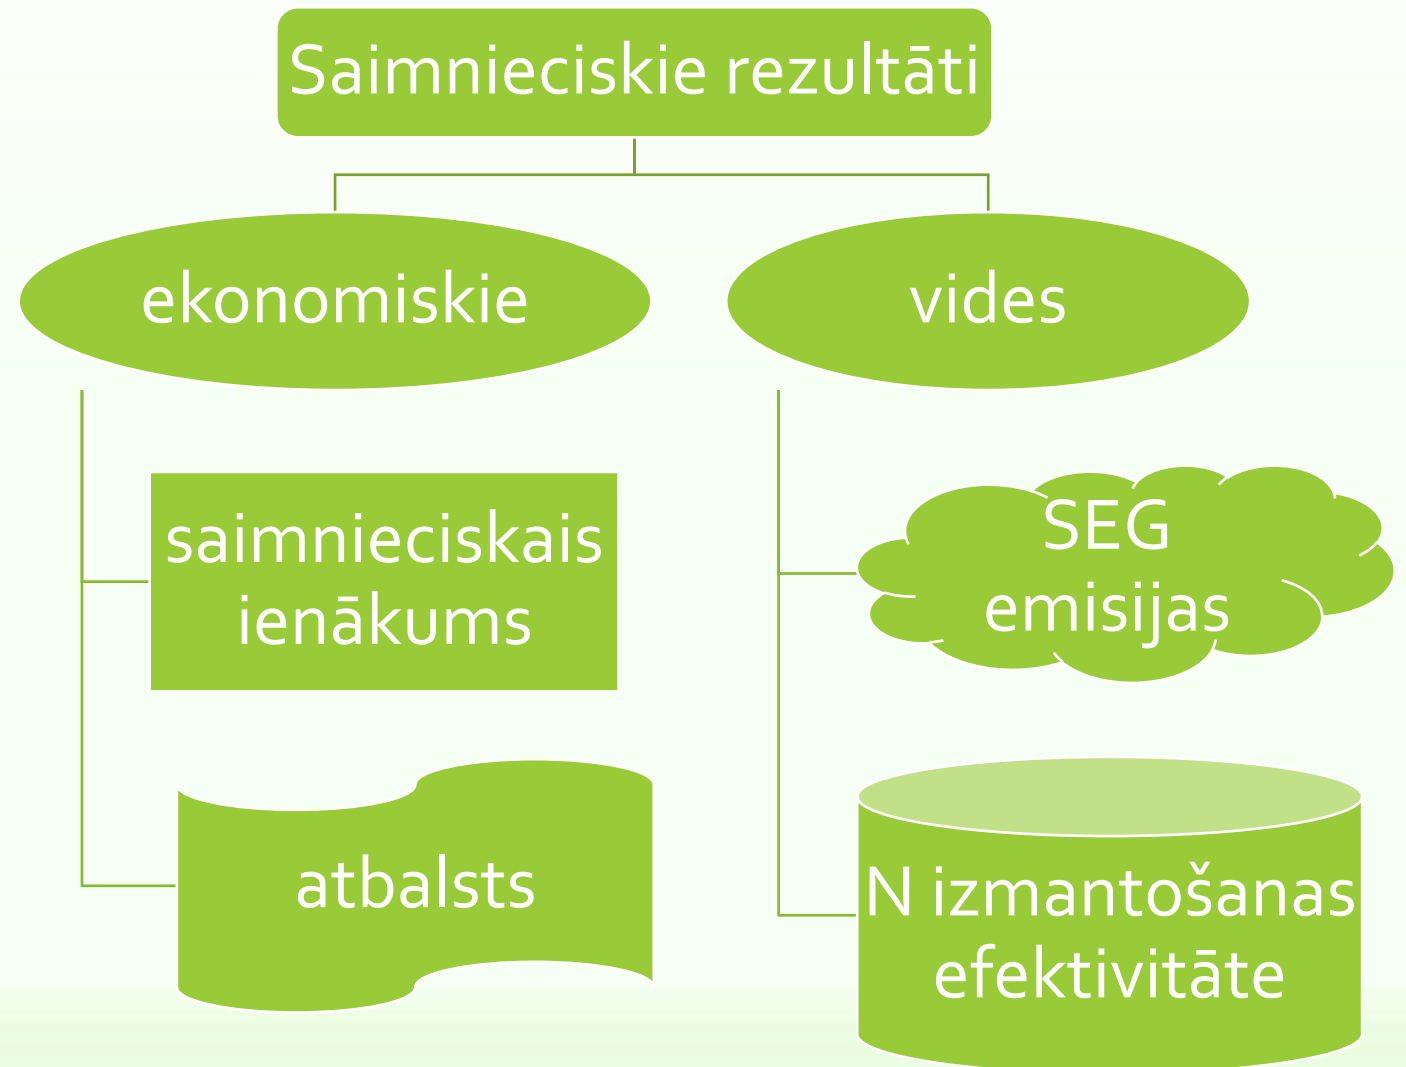 Saimnieciskie rezultāti
ekonomiskie
vides
saimnieciskais
ienākums
SEG
emisijas
atbalsts
N izmantošanas
efektivitāte